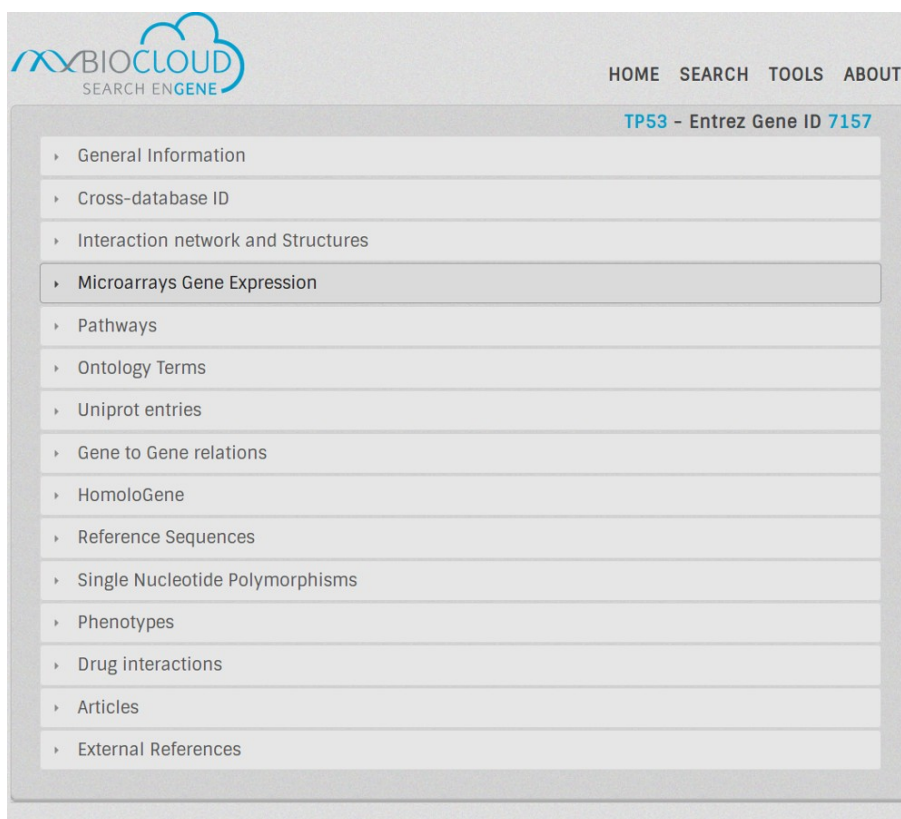 BIOCLOUD
SEARCH ENGENE
HOME SEARCH TOOLS ABOUT
TP53 - Entrez Gene ID 7157
General Information
Cross-database ID
Interaction network and Structures
Microarrays Gene Expression
Pathways
Ontology Terms
Uniprot entries
Gene to Gene relations
HomoloGene
Reference Sequences
Single Nucleotide Polymorphisms
Phenotypes
Drug interactions
Articles
External References